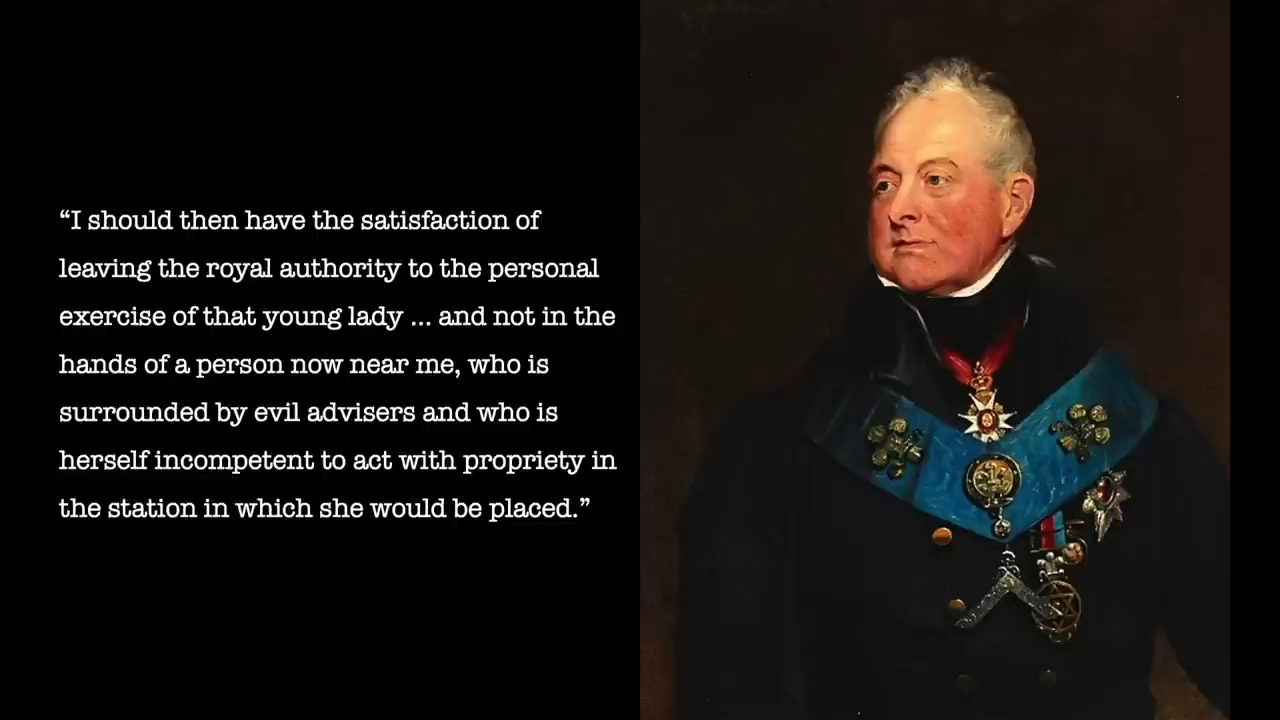 “I should then have the satisfaction of
leaving the royal authority to the personal
exercise of that young lady ... and not in the
hands of a person now near me, who is
surrounded by evil advisers and who is
herself incompetent to act with propriety in
the station in which she would be placed.”